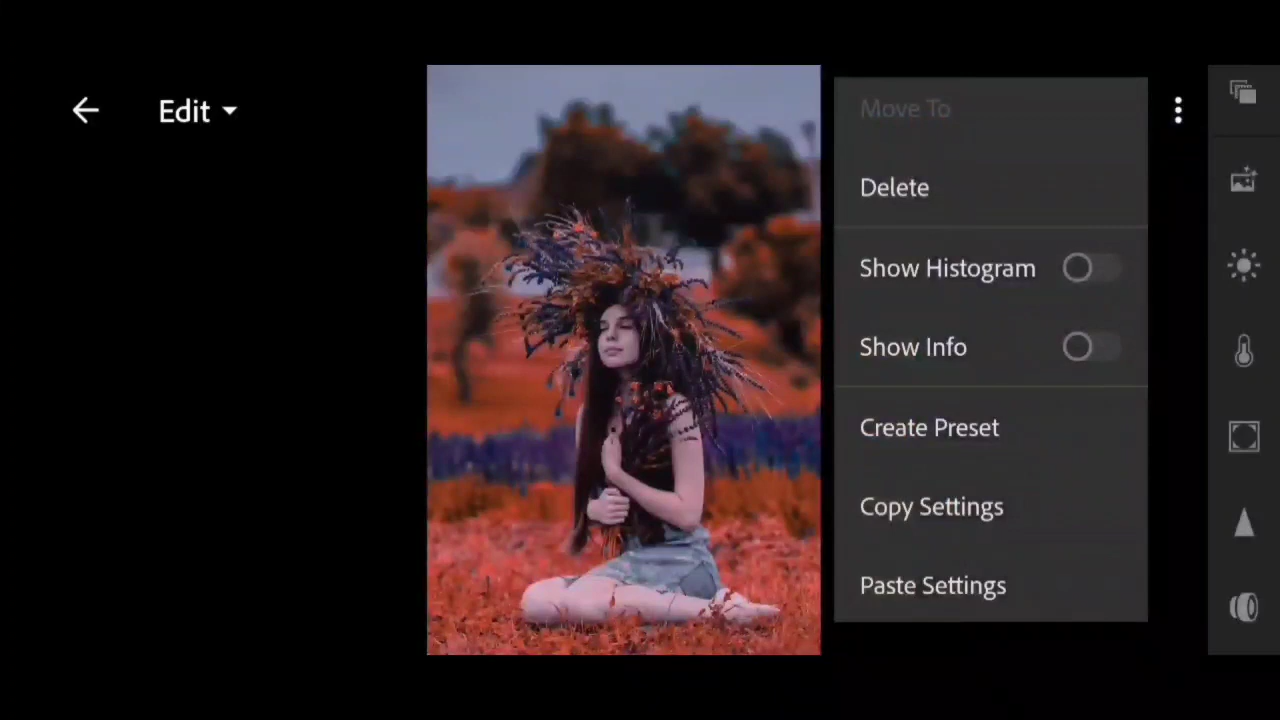 Edit
Move To
Delete
Show Histogram
Show Info
Create Preset
Copy Settings
Paste Settings